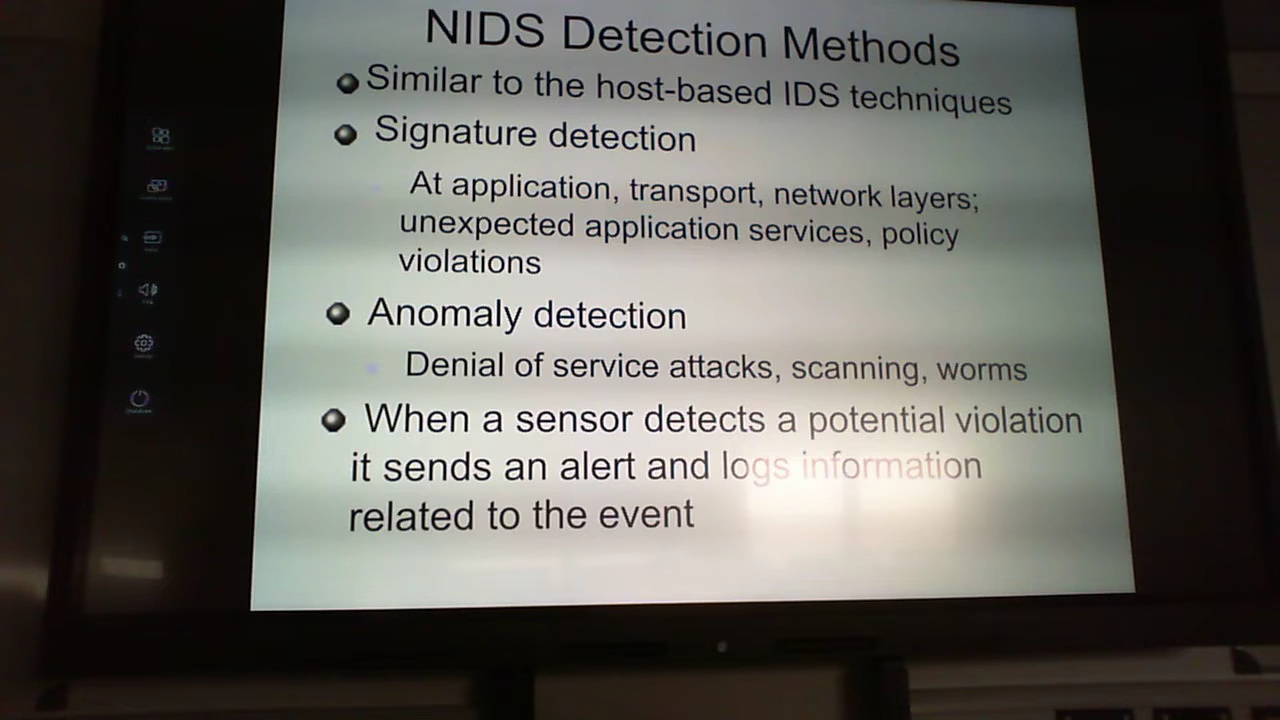 NIDS Detection Methods
Similar to the host-based IDS techniques
Signature detection
At application, transport, network layers;
unexpected application services, policy
violations
Anomaly detection
Denial of service attacks, scanning, worms
When a sensor detects a potential violation
it sends an alert and logs information
related to the event